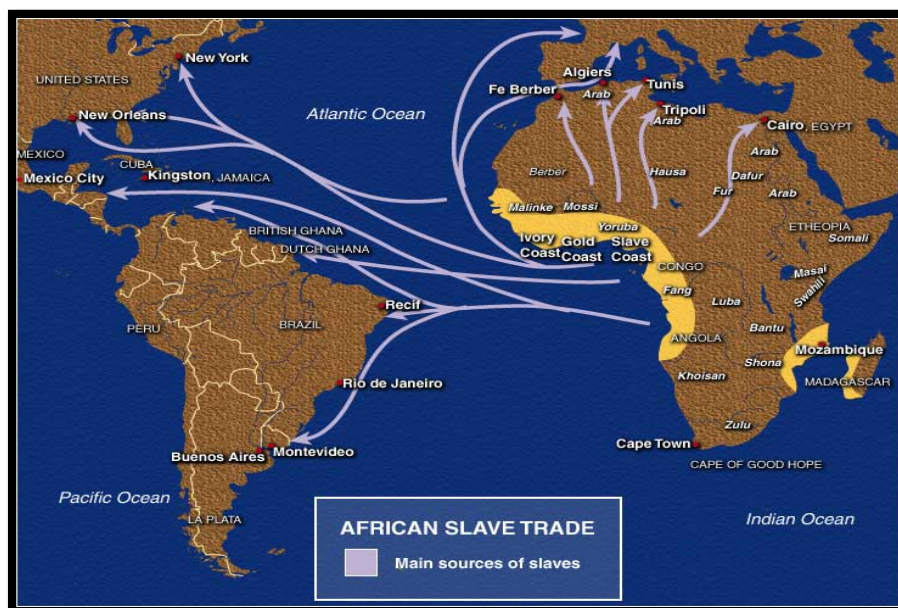 New York
UNITED STATES
New Orleans
Atlantic Ocean
MEXICO
Mexico City
CUBA
Kingston, JAMAICA
BRITISH GHANA
DUTCH GHANA
PERU
BRAZIL
Recif
Rio de Janeiro
Buenos Aires
Montevideo
Pacific Ocean
LA PLATA
Algiers
Fe Berber
Arab
Tunis
Tripoli
Arab
Cairo, EGYPT
Arab
Berber
Hausa
Dafur
Fur
Arab
Malinke
Mossi
Yoruba
Ivory
Coast
Gold
Coast
Slave
Coast
ETHEOPIA
Somali
CONGO
Fang
Luba
Masal
Swahili
Bantu
ANGOLA
Shona
Mozambique
MADAGASCAR
Khoisan
Zulu
Cape Town
CAPE OF GOOD HOPE
Indian Ocean
AFRICAN SLAVE TRADE
Main sources of slaves